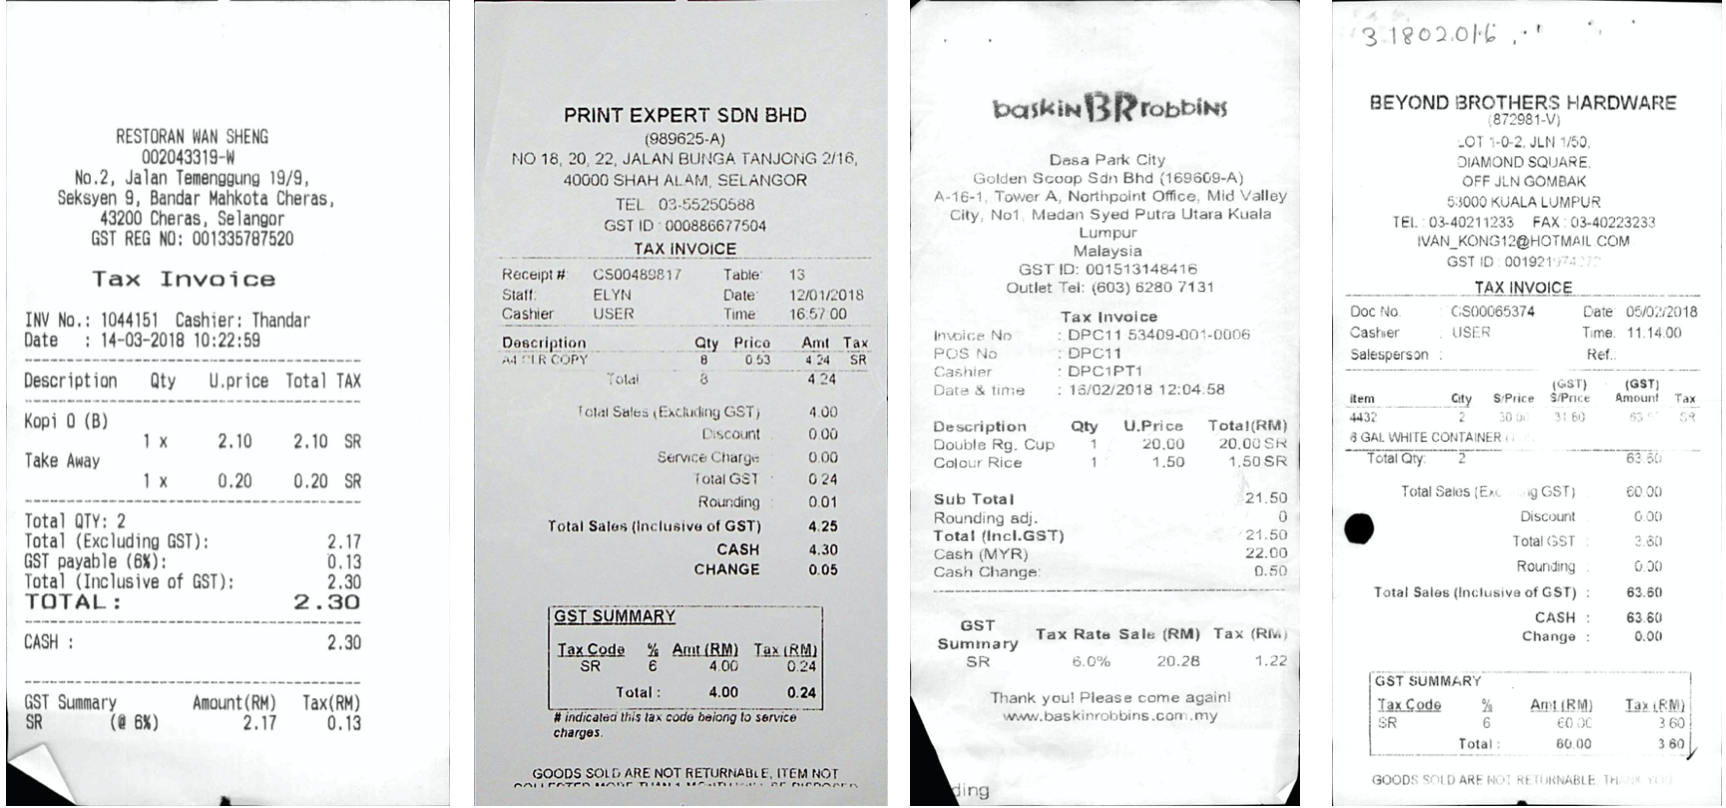 RESTORAN WAN SHENG
002043319-W
No.2, Jalan Temenggung 19/9,
Seksyen 9, Bandar Mahkota Cheras,
43200 Cheras, Selangor
GST REG NO: 001335787520
Tax Invoice
INV No.: 1044151 Cashier: Thandar
Date : 14-03-2018 10:22:59
Description Qty U.price Total TAX
Kopi O (B)
1 x 2.10 2.10 SR
Take Away
1 x 0.20 0.20 SR
Total QTY: 2
Total (Excluding GST): 2.17
GST payable (6%): 0.13
Total (Inclusive of GST): 2.30
TOTAL: 2.30
CASH : 2.30
GST Summary Amount(RM) Tax(RM)
SR (@ 6%) 2.17 0.13
PRINT EXPERT SDN BHD
(989625-A)
NO 18, 20, 22, JALAN BUNGA TANJONG 2/16,
40000 SHAH ALAM, SELANGOR
TEL : 03-55250588
GST ID : 000886677504
TAX INVOICE
Receipt #: CS00489817 Table: 13
Staff: ELYN Date: 12/01/2018
Cashier USER Time 16:57:00
Description Qty Price Amt Tax
COPY 8 0.53 4.24 SR
Total 8 4.24
Total Sales (Excluding GST) 4.00
Discount 0.00
Service Charge 0.00
Total GST : 0.24
Rounding 0.01
Total Sales (Inclusive of GST) 4.25
CASH 4.30
CHANGE 0.05
GST SUMMARY
Tax Code % Amt (RM) Tax (RM)
SR 6 4.00 0.24
Total : 4.00 0.24
# indicated this tax code belong to service
charges.
GOODS SOLD ARE NOT RETURNABLE, ITEM NOT
baskin BR robbins
Desa Park City
Golden Scoop Sdn Bhd (169609-A)
A-16-1, Tower A, Northpoint Office, Mid Valley
City, No1, Medan Syed Putra Utara Kuala
Lumpur
Malaysia
GST ID: 001513148416
Outlet Tel: (603) 6280 7131
Tax Invoice
Invoice No : DPC11 53409-001-0006
POS No : DPC11
Cashier : DPC1PT1
Date & time : 16/02/2018 12:04:58
Description Qty U.Price Total(RM)
Double Rg. Cup 1 20.00 20.00 SR
Colour Rice 1 1.50 1.50 SR
Sub Total 21.50
Rounding adj. 0
Total (Incl.GST) 21.50
Cash (MYR) 22.00
Cash Change: 0.50
GST Summary Tax Rate Sale (RM) Tax (RM)
SR 6.0% 20.28 1.22
Thank you! Please come again!
www.baskinrobbins.com.my
ding
3 1802016
BEYOND BROTHERS HARDWARE
(872981-V)
LOT 1-0-2, JLN 1/50,
DIAMOND SQUARE,
OFF JLN GOMBAK
53000 KUALA LUMPUR
TEL : 03-40211233 FAX : 03-40223233
IVAN_KONG12@HOTMAIL.COM
GST ID
TAX INVOICE
Doc No. : CS00065374 Date: 05/02/2018
Cashier : USER Time: 11:14:00
Salesperson : Ref.:
Item Qty S/Price (GST) S/Price (GST) Amount Tax
4432 2 30.00 31.80 SR
6 GAL WHITE CONTAINER
Total Qty: 2 63.60
Total Sales (Excluding GST) : 60.00
Discount : 0.00
Total GST : 3.60
Rounding : 0.00
Total Sales (Inclusive of GST) : 63.60
CASH : 63.60
Change : 0.00
GST SUMMARY
Tax Code % Amt (RM) Tax (RM)
SR 6 60.00 3.60
Total : 60.00 3.60
GOODS SOLD ARE NOT RETURNABLE, THANK YOU